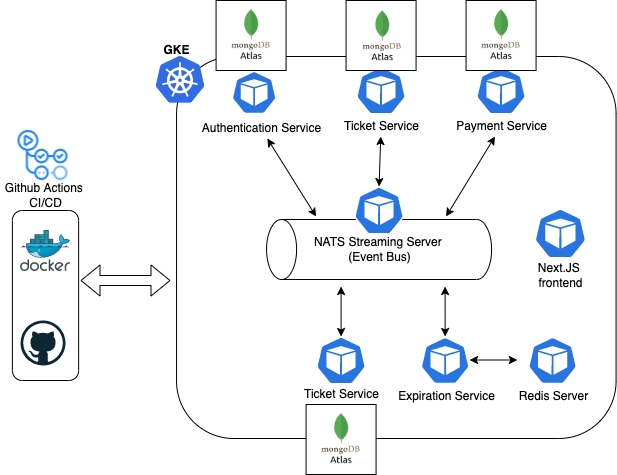 mongoDB
Atlas
mongoDB
Atlas
mongoDB
Atlas
GKE
Authentication Service
Ticket Service
Payment Service
Github Actions
CI/CD
docker
NATS Streaming Server
(Event Bus)
Next.JS
frontend
Ticket Service
Expiration Service
Redis Server
mongoDB
Atlas